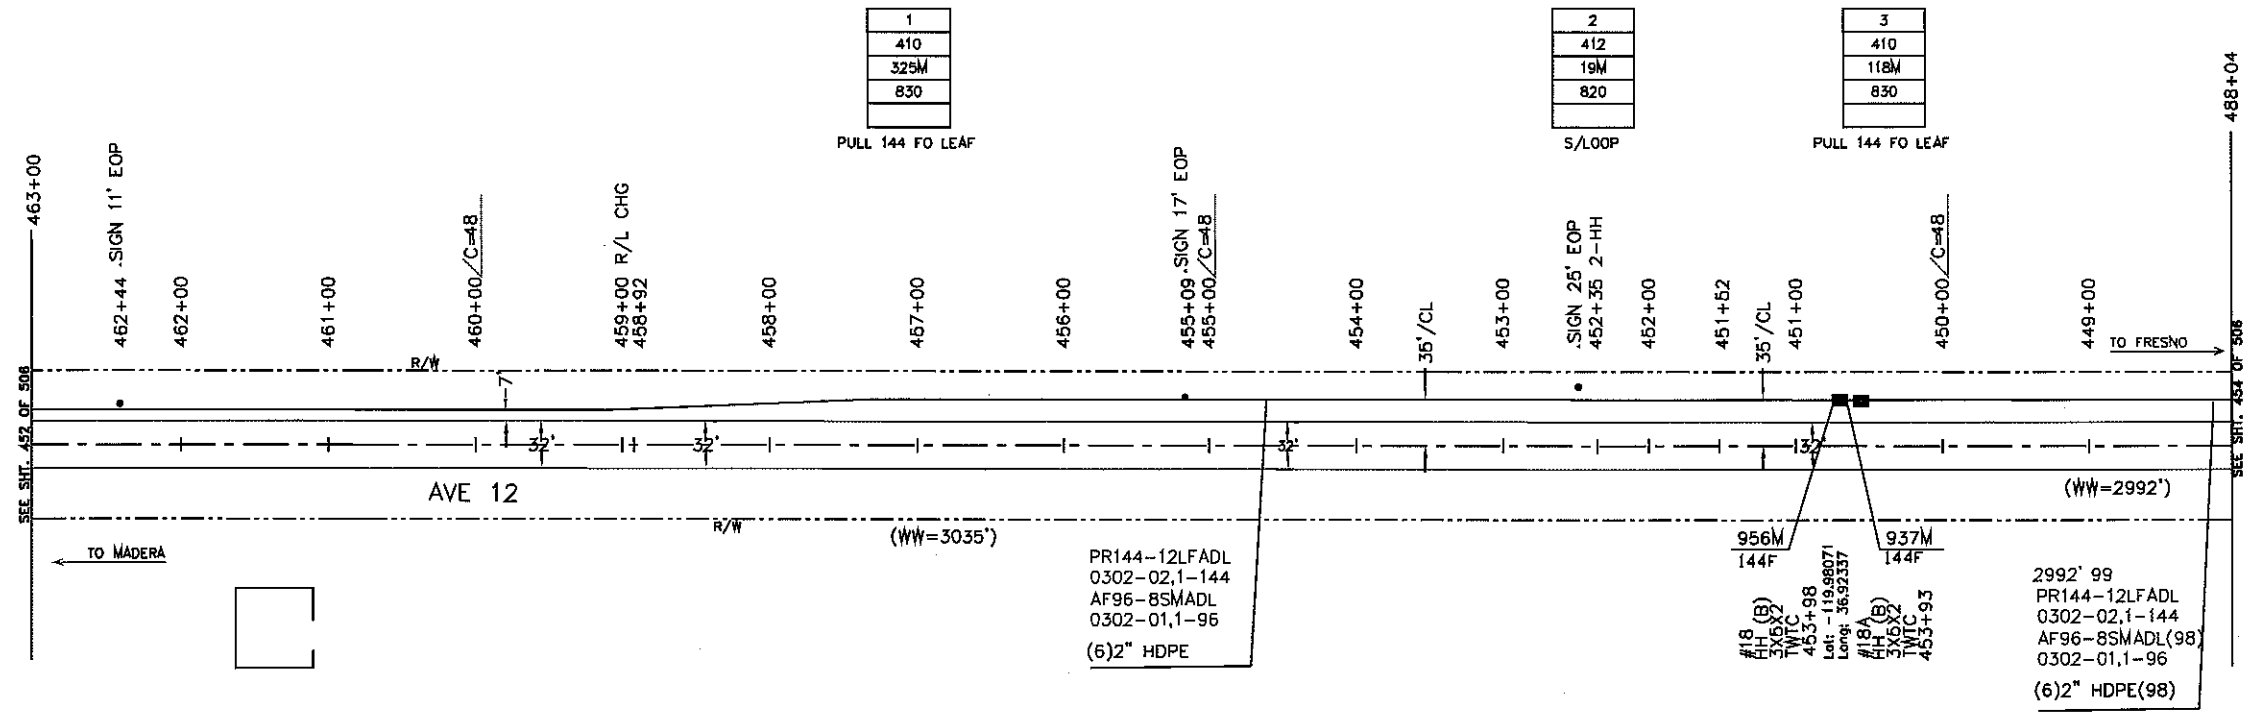 1
410
325M
830
PULL 144 FO LEAF
2
412
19M
820
S/LOOP
3
410
118M
830
PULL 144 FO LEAF
463+00
462+44 .SIGN 11' EOP
462+00
461+00
460+00/C=48
459+00 R/L CHG
458+92
458+00
457+00
456+00
455+09 .SIGN 17' EOP
455+00/C=48
454+00
35'/CL
453+00
.SIGN 25' EOP
452+35 2-HH
452+00
451+52
35'/CL
451+00
450+00/C=48
449+00
488+04
TO FRESNO
R/W
7'
SEE SHT. 452 OF 506
SEE SHT. 454 OF 506
32'
32'
32'
32'
AVE 12
(WW=2992')
R/W
(WW=3035')
TO MADERA
PR144-12LFADL
0302-02,1-144
AF96-8SMADL
0302-01,1-96
(6)2" HDPE
956M
144F
937M
144F
#18
HH (B)
3X5X2
TWTC
453+98
Lat: -119.98071
Long: 36.92337
#18A
HH (B)
3X5X2
TWTC
453+93
2992' 99
PR144-12LFADL
0302-02,1-144
AF96-8SMADL(98)
0302-01,1-96
(6)2" HDPE(98)